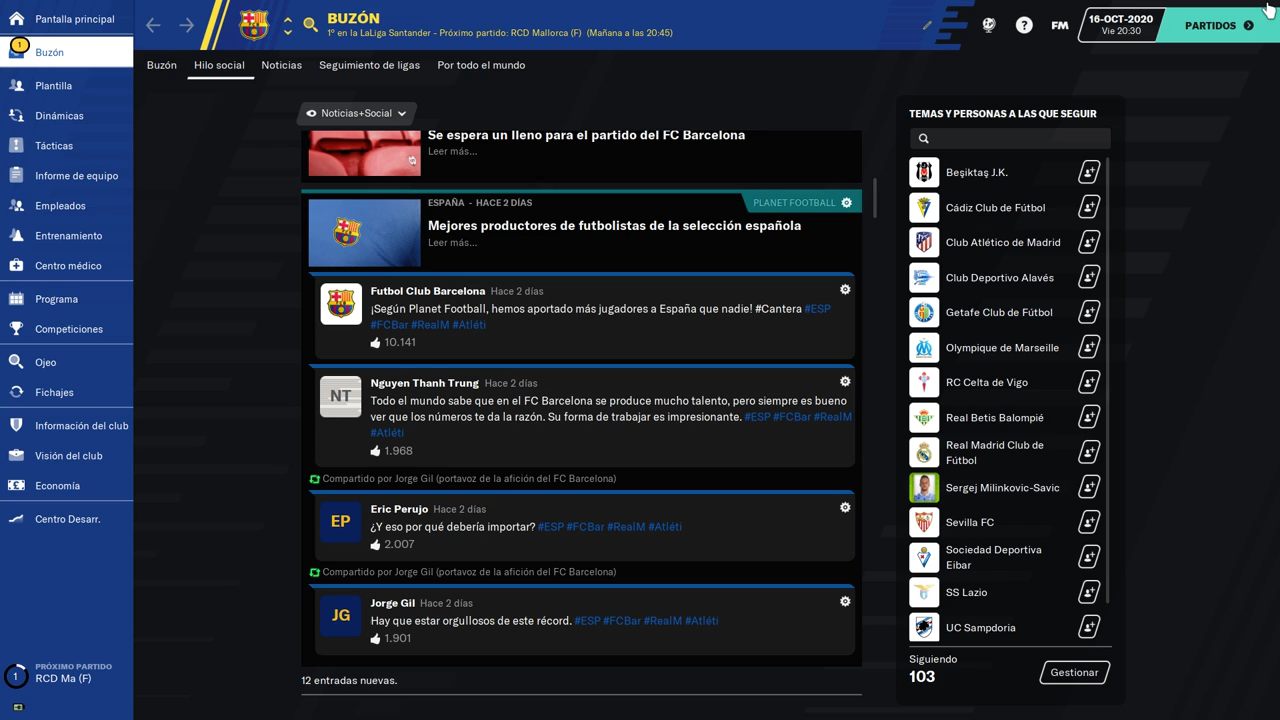 Pantalla principal
1
Buzón
Plantilla
Dinámicas
Tácticas
Informe de equipo
Empleados
Entrenamiento
Centro médico
Programa
Competiciones
Ojeo
Fichajes
Información del club
Visión del club
Economía
Centro Desarr.
PRÓXIMO PARTIDO
1
RCD Ma (F)
BUZÓN
1º en la LaLiga Santander - Próximo partido: RCD Mallorca (F) (Mañana a las 20:45)
?
FM
16-OCT-2020
Vie 20:30
PARTIDOS
Buzón
Hilo social
Noticias
Seguimiento de ligas
Por todo el mundo
Noticias+Social
Se espera un lleno para el partido del FC Barcelona
Leer más...
ESPAÑA - HACE 2 DÍAS
PLANET FOOTBALL
Mejores productores de futbolistas de la selección española
Leer más...
Futbol Club Barcelona Hace 2 días
¡Según Planet Football, hemos aportado más jugadores a España que nadie! #Cantera #ESP
#FCBar #RealM #Atléti
10.141
NT
Nguyen Thanh Trung Hace 2 días
Todo el mundo sabe que en el FC Barcelona se produce mucho talento, pero siempre es bueno
ver que los números te da la razón. Su forma de trabajar es impresionante. #ESP #FCBar #RealM
#Atléti
1.968
Compartido por Jorge Gil (portavoz de la afición del FC Barcelona)
EP
Eric Perujo Hace 2 días
¿Y eso por qué debería importar? #ESP #FCBar #RealM #Atléti
2.007
Compartido por Jorge Gil (portavoz de la afición del FC Barcelona)
JG
Jorge Gil Hace 2 días
Hay que estar orgullosos de este récord. #ESP #FCBar #RealM #Atléti
1.901
12 entradas nuevas.
TEMAS Y PERSONAS A LAS QUE SEGUIR
Beşiktaş J.K.
Cádiz Club de Fútbol
Club Atlético de Madrid
Club Deportivo Alavés
Getafe Club de Fútbol
Olympique de Marseille
RC Celta de Vigo
Real Betis Balompié
Real Madrid Club de
Fútbol
Sergej Milinkovic-Savic
Sevilla FC
Sociedad Deportiva
Eibar
SS Lazio
UC Sampdoria
Siguiendo
103
Gestionar